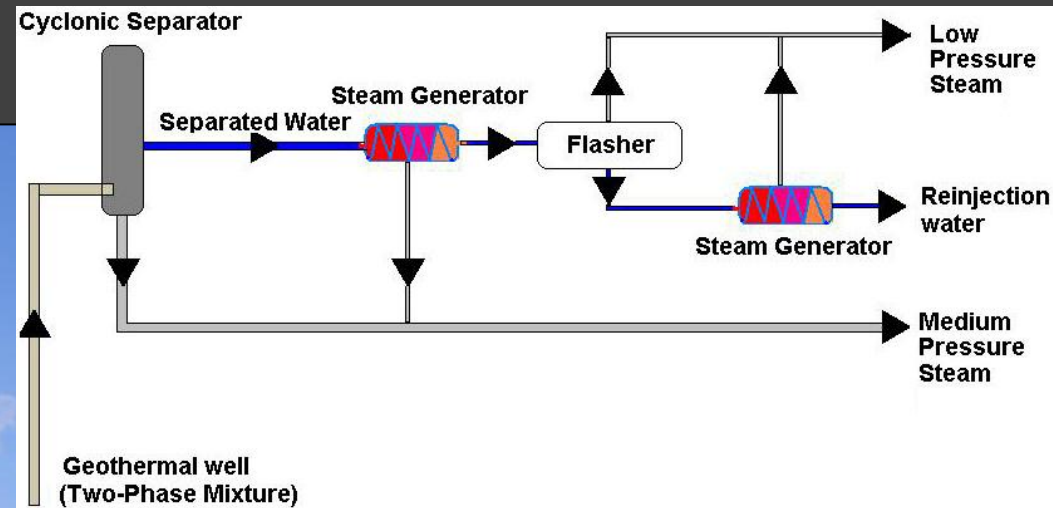 Cyclonic Separator
Low
Pressure
Steam
Steam Generator
Separated Water
Flasher
Reinjection
water
Steam Generator
Medium
Pressure
Steam
Geothermal well
(Two-Phase Mixture)